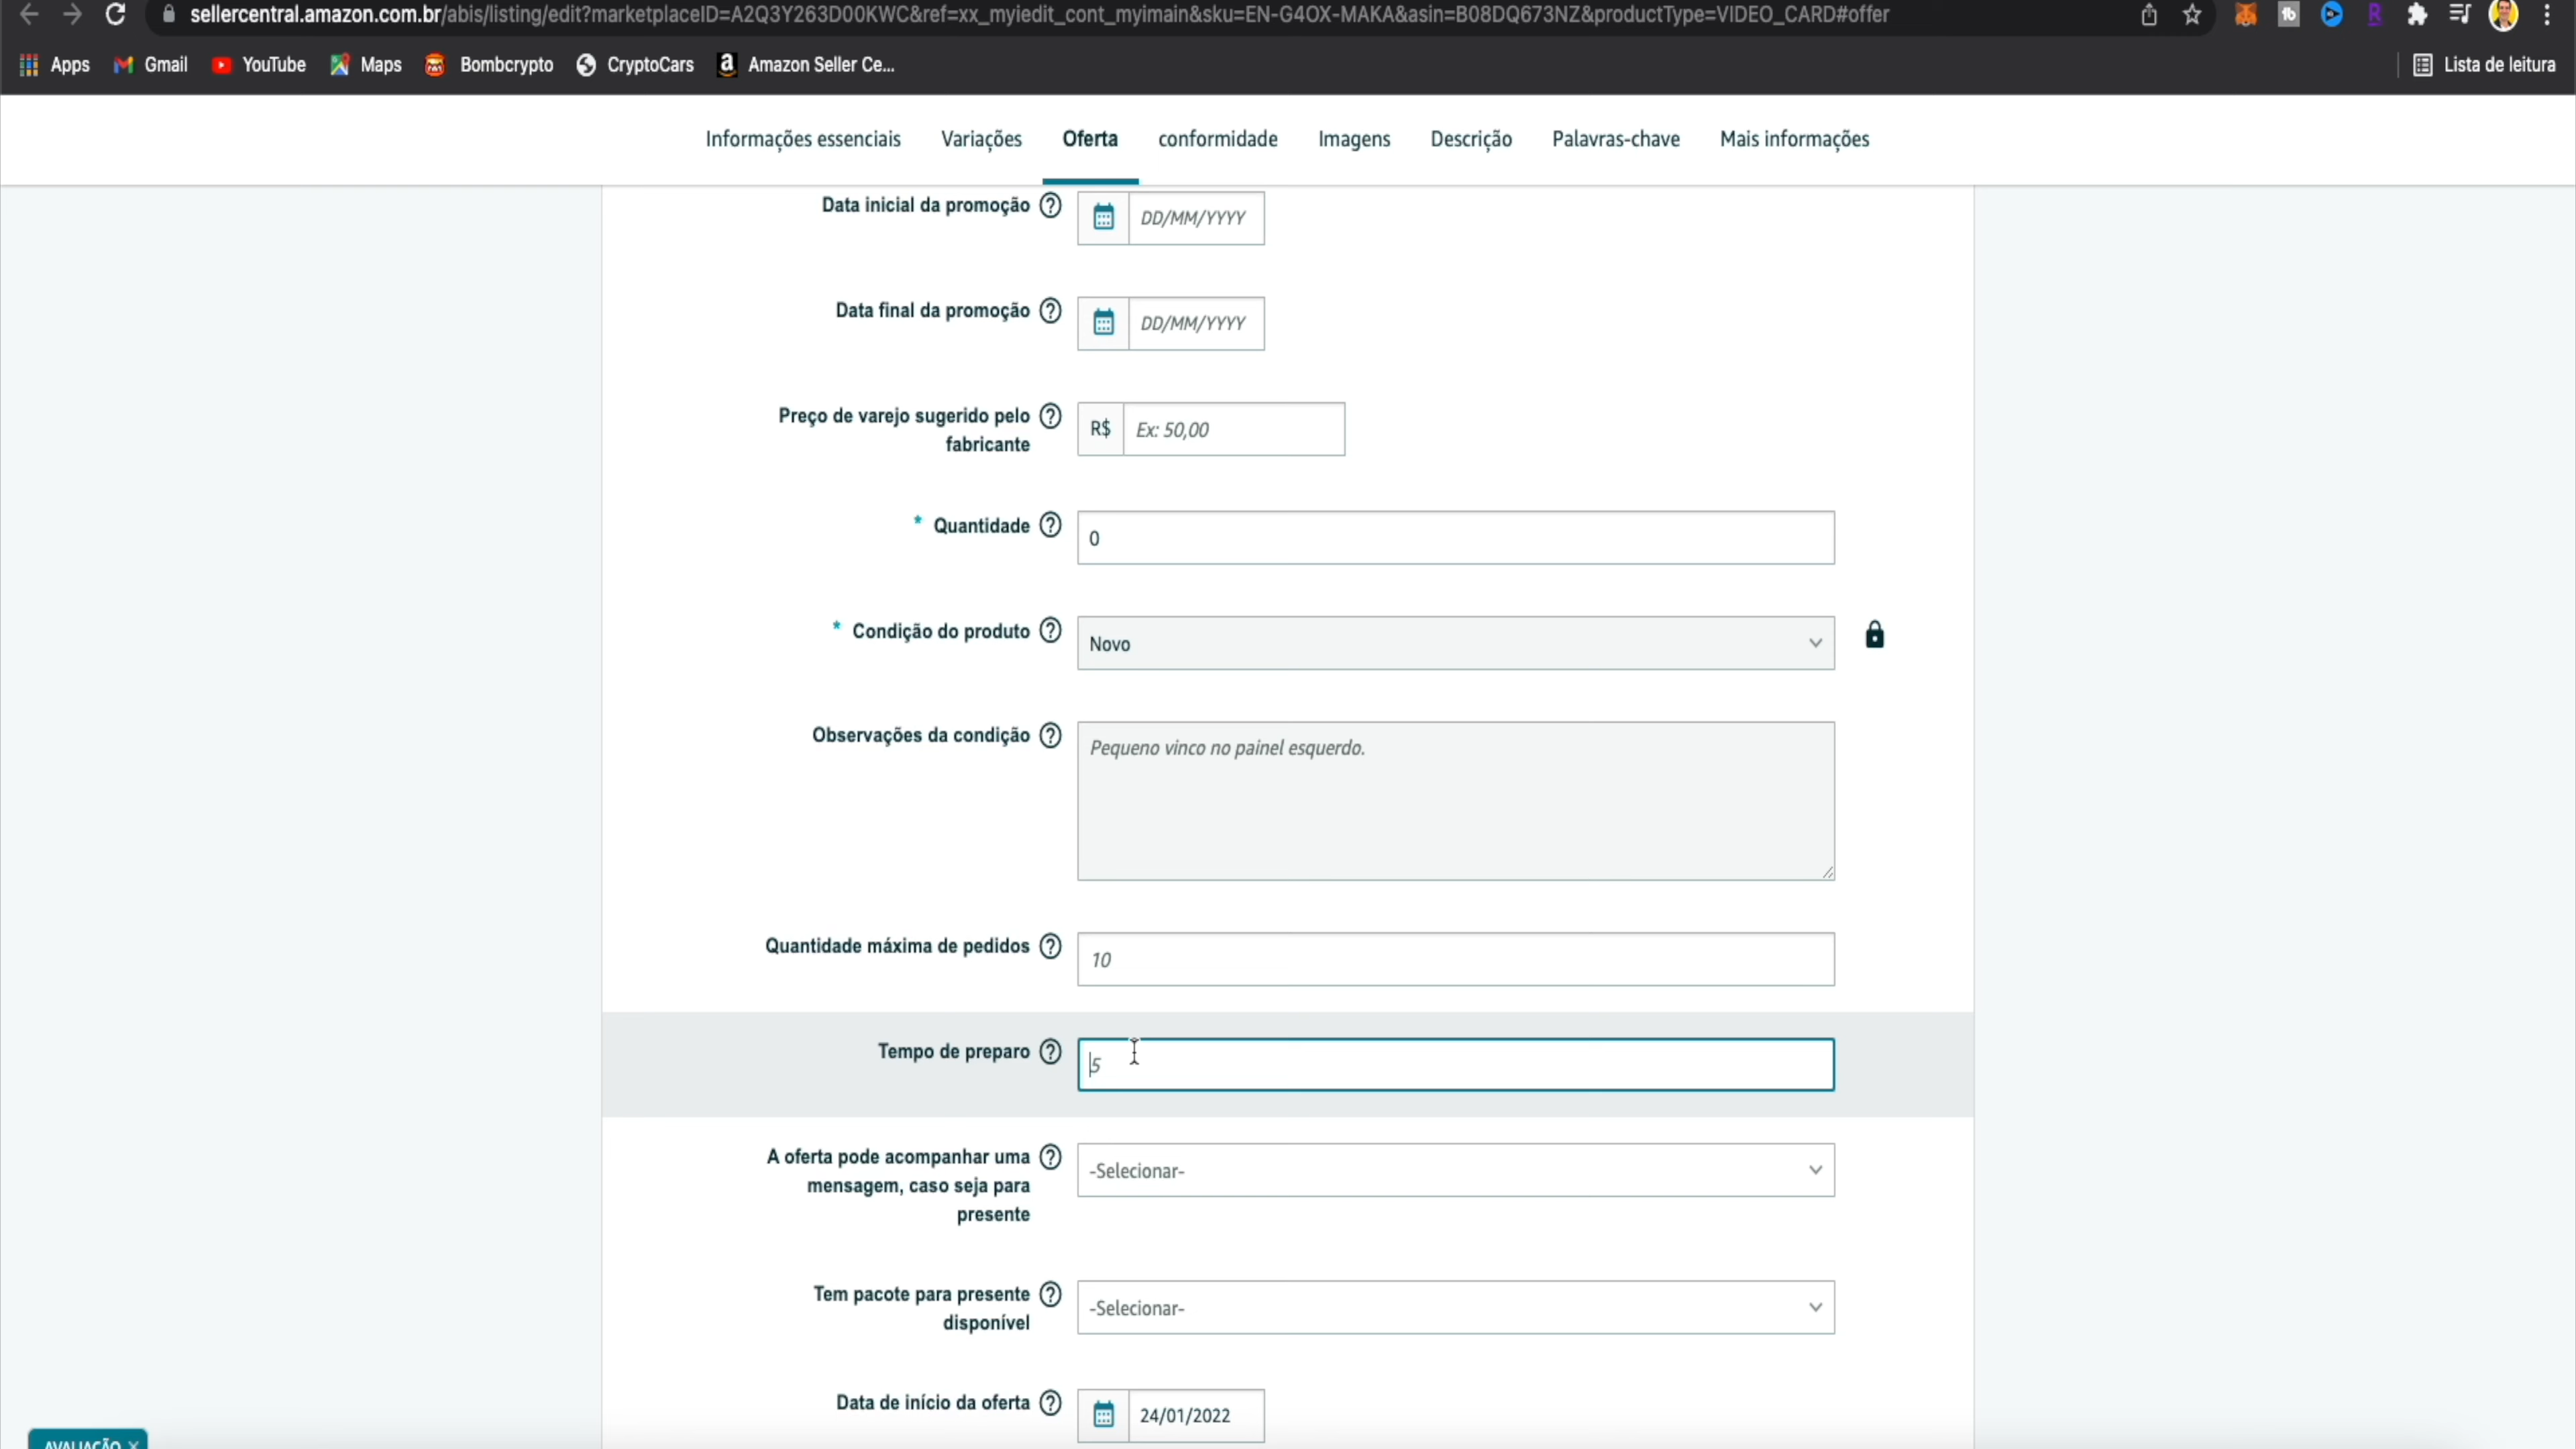 sellercentral.amazon.com.br/abis/listing/edit?marketplaceID=A2Q3Y263D00KWC&ref=xx_myiedit_cont_myimain&sku=EN-G4OX-MAKA&asin=B08DQ673NZ&productType=VIDEO_CARD#offer
Apps Gmail YouTube Maps Bombcrypto CryptoCars Amazon Seller Ce... Lista de leitura
Informações essenciais Variações Oferta conformidade Imagens Descrição Palavras-chave Mais informações
Data inicial da promoção ? DD/MM/YYYY
Data final da promoção ? DD/MM/YYYY
Preço de varejo sugerido pelo ? R$ Ex: 50,00
fabricante
* Quantidade ? 0
* Condição do produto ? Novo
Observações da condição ? Pequeno vinco no painel esquerdo.
Quantidade máxima de pedidos ? 10
Tempo de preparo ? 5
A oferta pode acompanhar uma ? -Selecionar-
mensagem, caso seja para
presente
Tem pacote para presente ? -Selecionar-
disponível
Data de início da oferta ? 24/01/2022
AVALIAÇÃO X